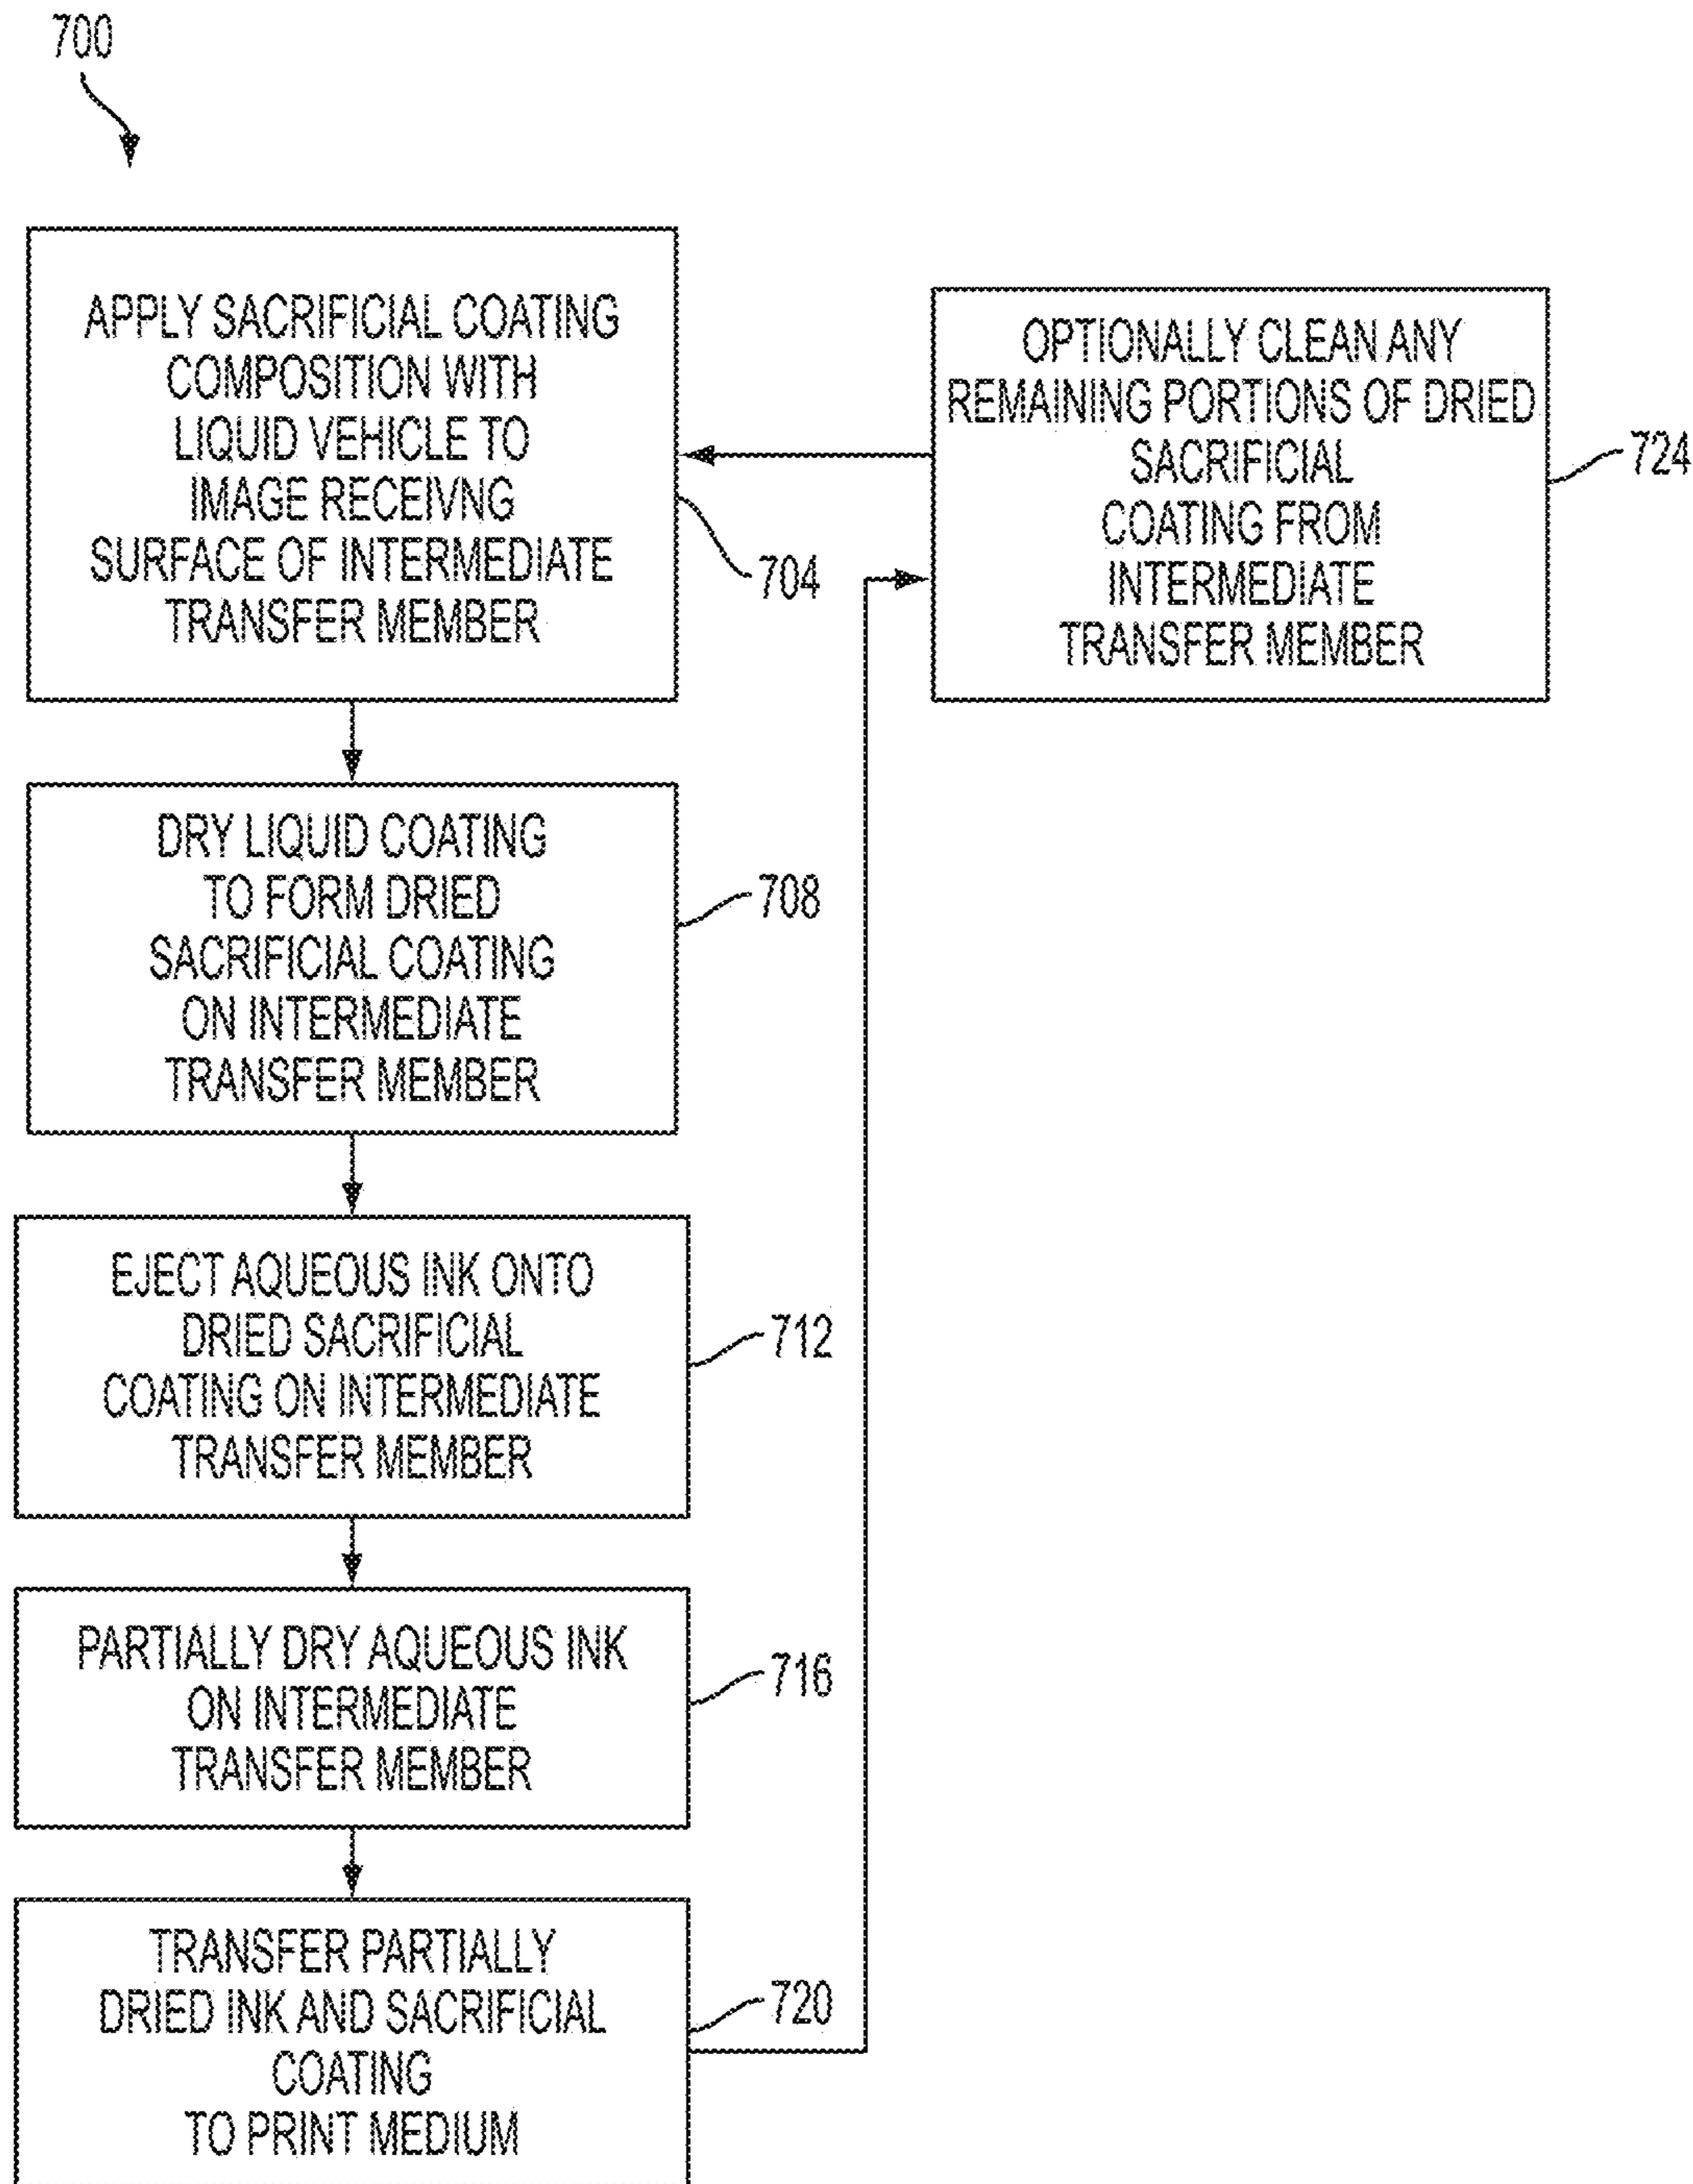 700
APPLY SACRIFICIAL COATING
COMPOSITION WITH
LIQUID VEHICLE TO
IMAGE RECEIVNG
SURFACE OF INTERMEDIATE
TRANSFER MEMBER
704
DRY LIQUID COATING
TO FORM DRIED
SACRIFICIAL COATING
ON INTERMEDIATE
TRANSFER MEMBER
708
EJECT AQUEOUS INK ONTO
DRIED SACRIFICIAL
COATING ON INTERMEDIATE
TRANSFER MEMBER
712
PARTIALLY DRY AQUEOUS INK
ON INTERMEDIATE
TRANSFER MEMBER
716
TRANSFER PARTIALLY
DRIED INK AND SACRIFICIAL
COATING
TO PRINT MEDIUM
720
OPTIONALLY CLEAN ANY
REMAINING PORTIONS OF DRIED
SACRIFICIAL
COATING FROM
INTERMEDIATE
TRANSFER MEMBER
724